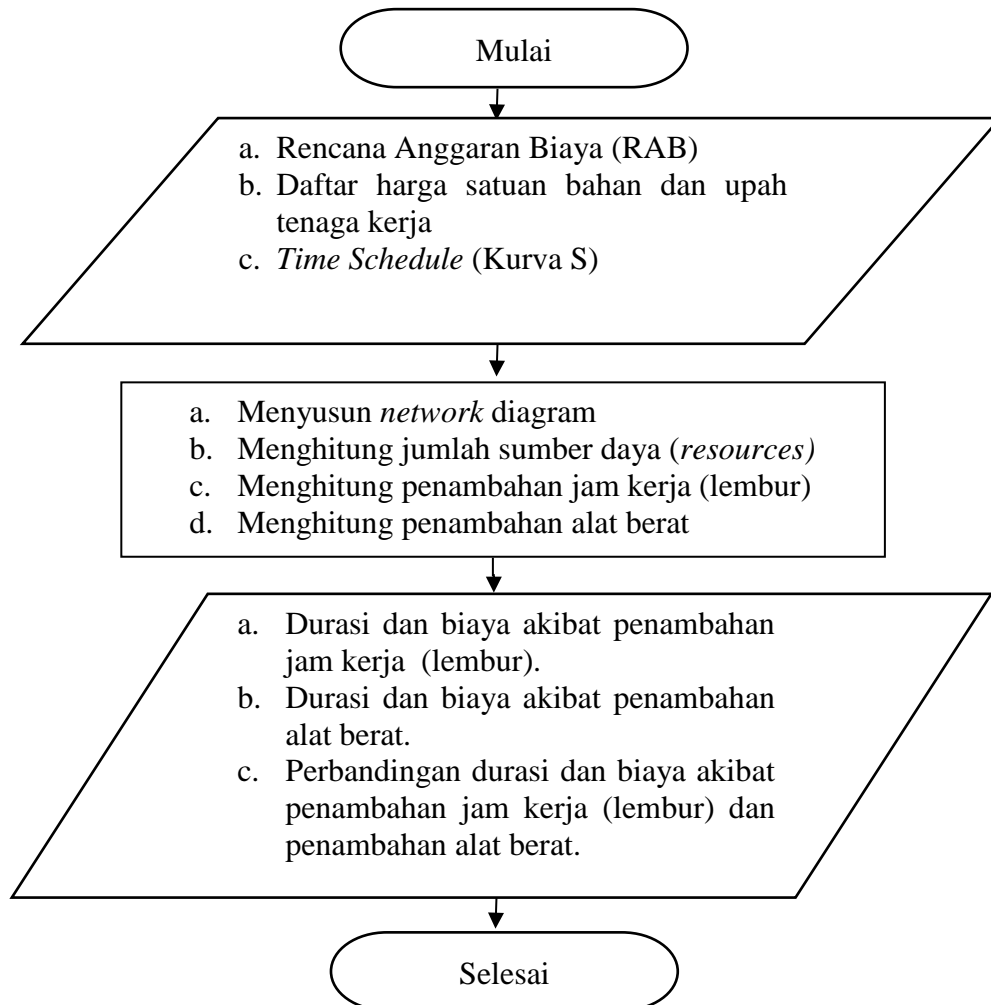 Mulai
a. Rencana Anggaran Biaya (RAB)
b. Daftar harga satuan bahan dan upah
tenaga kerja
c. Time Schedule (Kurva S)
a. Menyusun network diagram
b. Menghitung jumlah sumber daya (resources)
c. Menghitung penambahan jam kerja (lembur)
d. Menghitung penambahan alat berat
a. Durasi dan biaya akibat penambahan
jam kerja (lembur).
b. Durasi dan biaya akibat penambahan
alat berat.
c. Perbandingan durasi dan biaya akibat
penambahan jam kerja (lembur) dan
penambahan alat berat.
Selesai